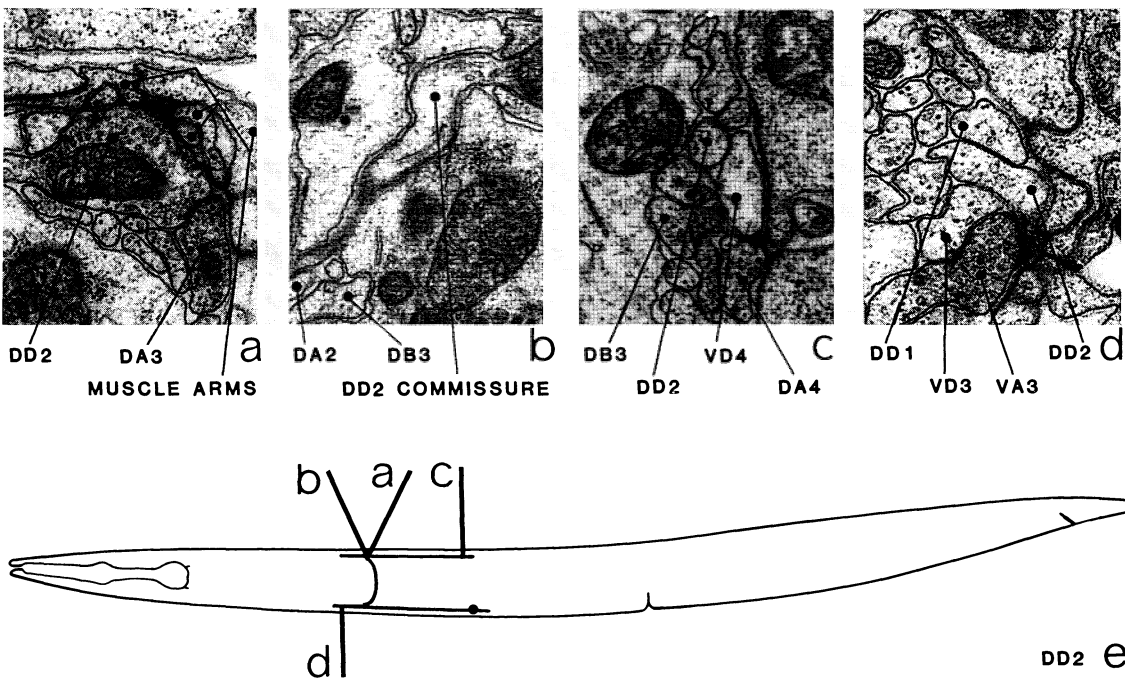 DD2 DA3 a
MUSCLE ARMS
DA2 DB3 b
DD2 COMMISSURE
DB3 VD4 c
DD2 DA4
DD1 DD2 d
VD3 VA3
b a c
d
DD2 e